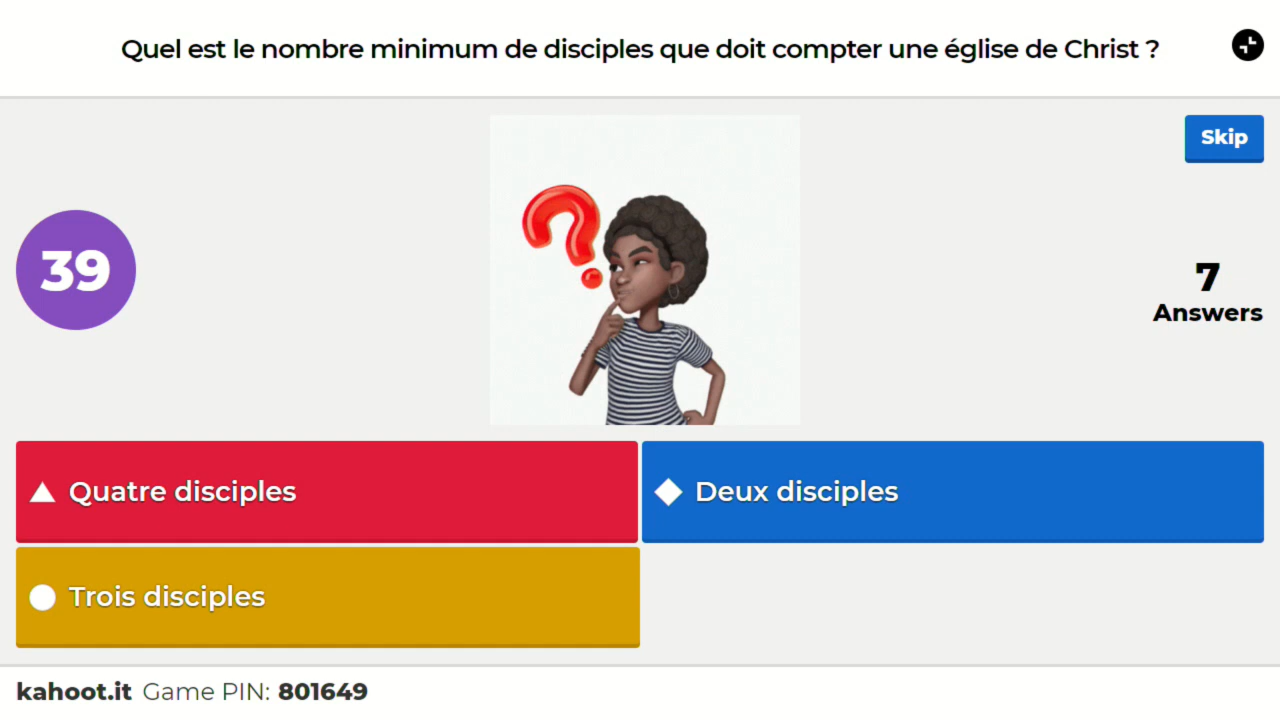 Quel est le nombre minimum de disciples que doit compter une église de Christ ?
Skip
39
7
Answers
Quatre disciples
Deux disciples
Trois disciples
kahoot.it Game PIN: 801649